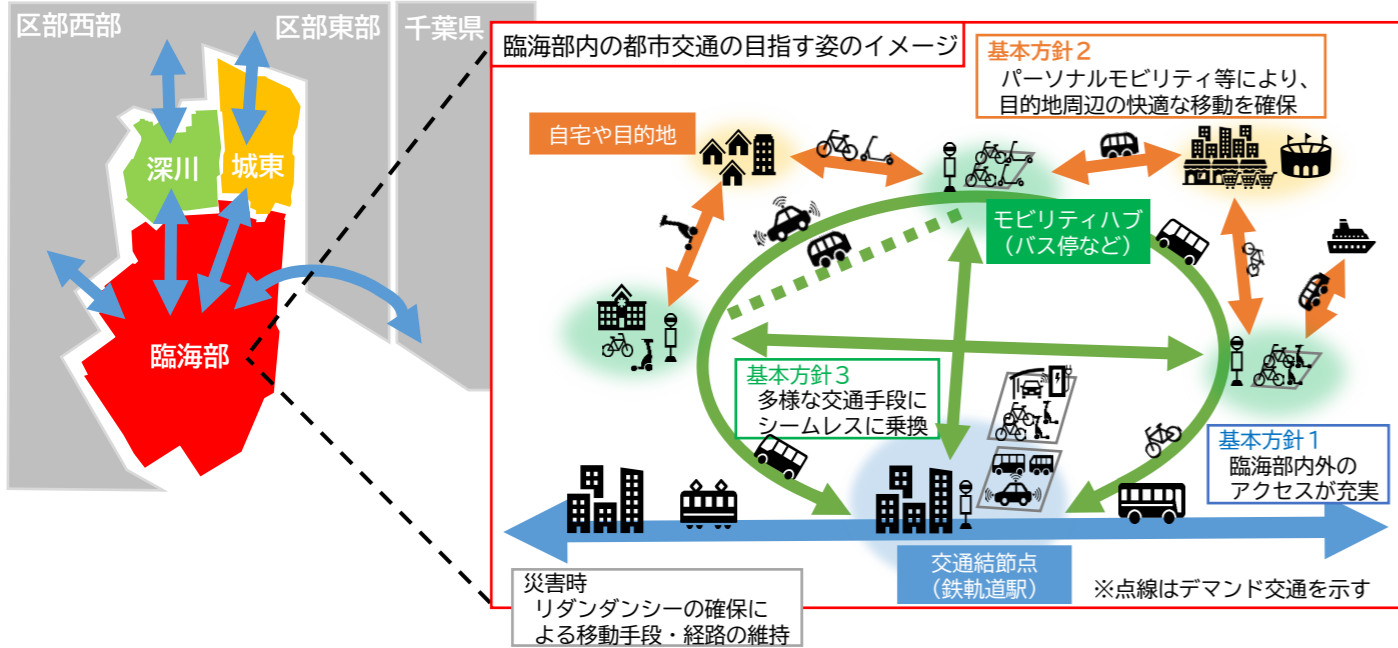 区部西部
区部東部
千葉県
深川
城東
臨海部
臨海部内の都市交通の目指す姿のイメージ
基本方針２
パーソナルモビリティ等により、
目的地周辺の快適な移動を確保
自宅や目的地
モビリティハブ
（バス停など）
基本方針３
多様な交通手段に
シームレスに乗換
基本方針１
臨海部内外の
アクセスが充実
交通結節点
（鉄軌道駅）
※点線はデマンド交通を示す
災害時
リダンダンシーの確保に
よる移動手段・経路の維持